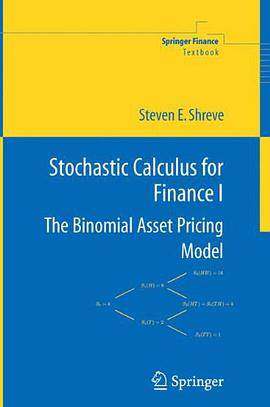 Springer Finance
Textbook
Steven E. Shreve
Stochastic Calculus for
Finance I
The Binomial Asset Pricing
Model
S₂(HH) = 16
S₁(H) = 8
S₀ = 4
S₂(HT) = S₂(TH) = 4
S₁(T) = 2
S₂(TT) = 1
Springer